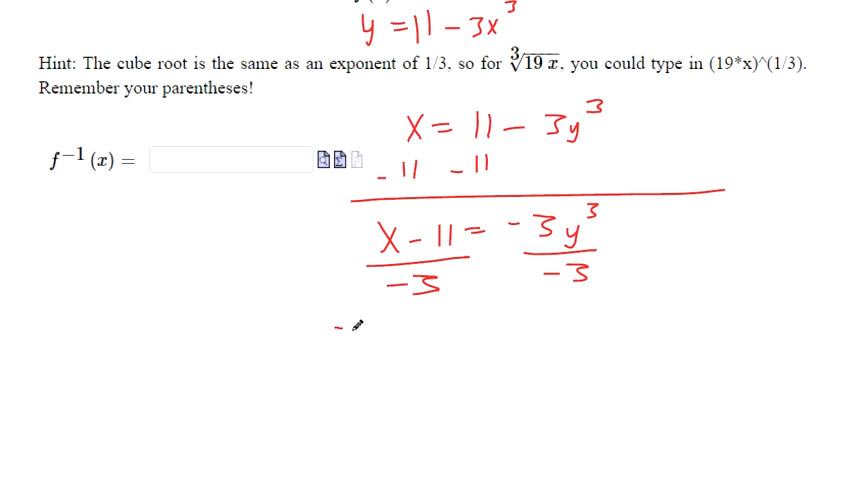 y = 11 - 3x³
Hint: The cube root is the same as an exponent of 1/3, so for ∛19 x, you could type in (19*x)^(1/3).
Remember your parentheses!
x = 11 - 3y³
f⁻¹(x) =
- 11 - 11
x - 11 = - 3y³
-3 -3
-